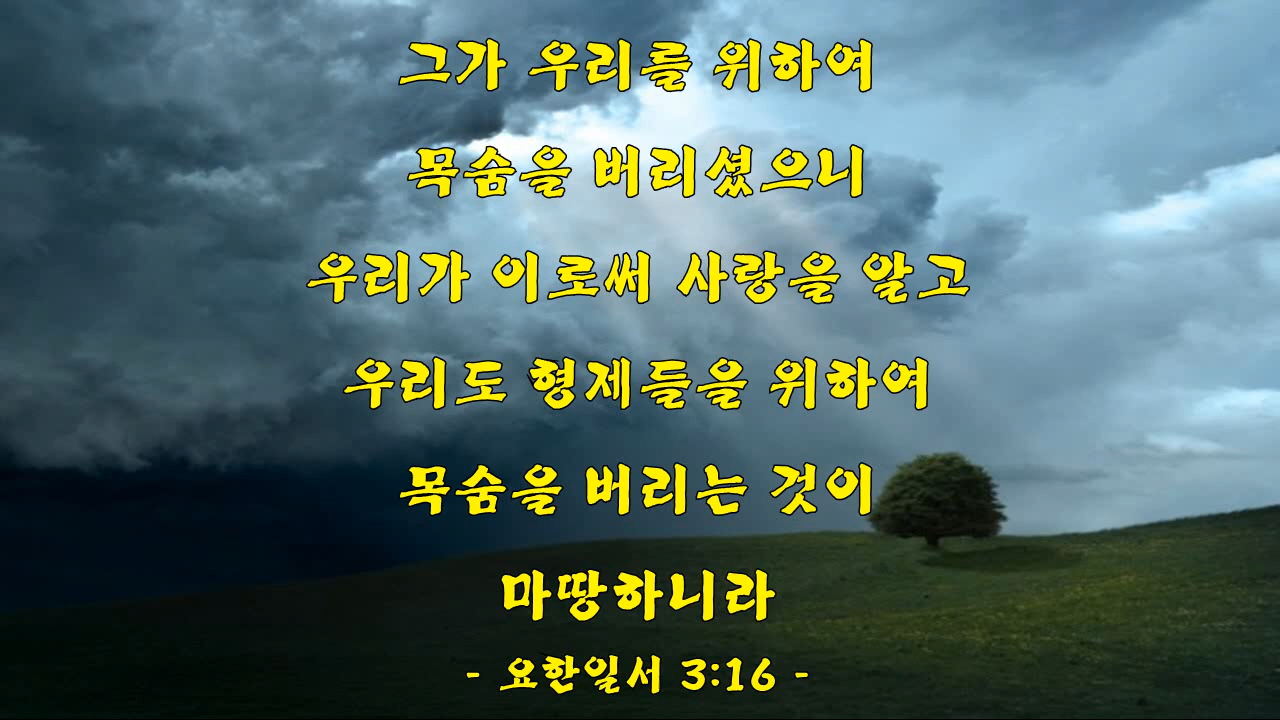 그가 우리를 위하여
목숨을 버리셨으니
우리가 이로써 사랑을 알고
우리도 형제들을 위하여
목숨을 버리는 것이
마땅하니라
- 요한일서 3:16 -